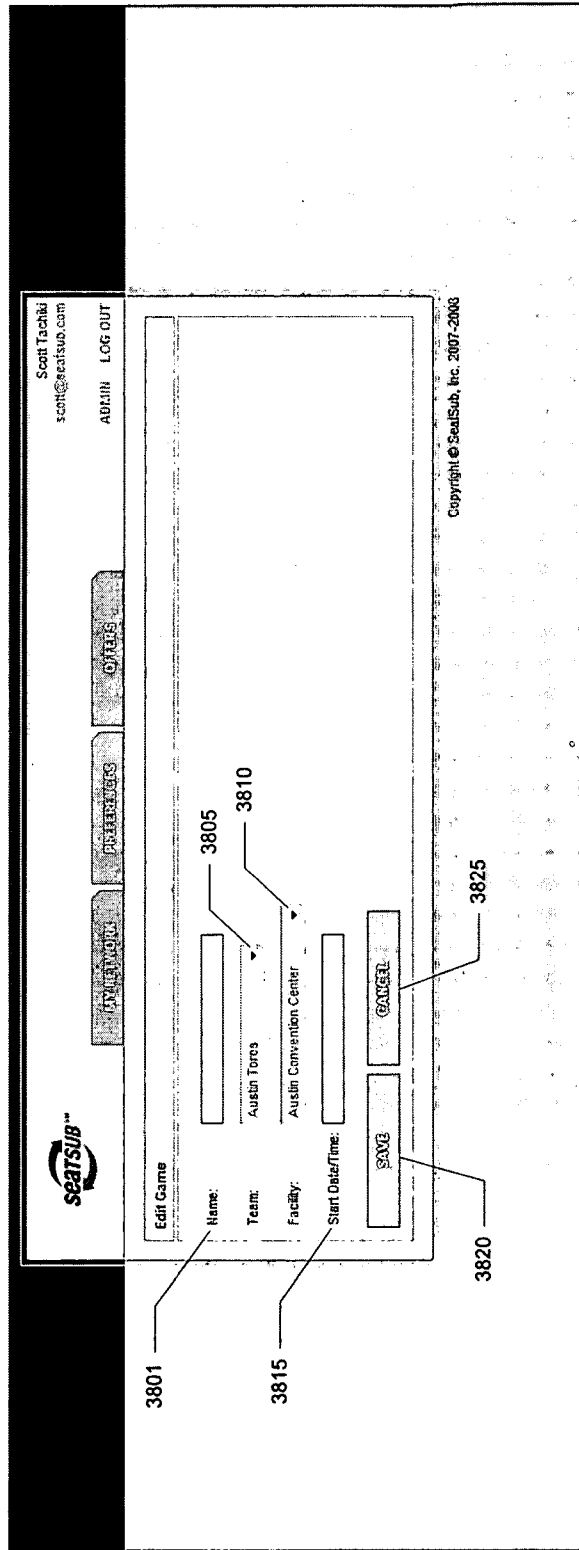 Scott Tachiki
scott@seatsub.com
ADMIN LOG OUT
seatsub™
MY NETWORK PREFERENCES OFFERS
Edit Game
3801
Name:
3805
Team: Austin Toros
3810
Facility: Austin Convention Center
3815
Start Date/Time:
SAVE CANCEL
3820
3825
Copyright © SeatSub, Inc. 2007-2008